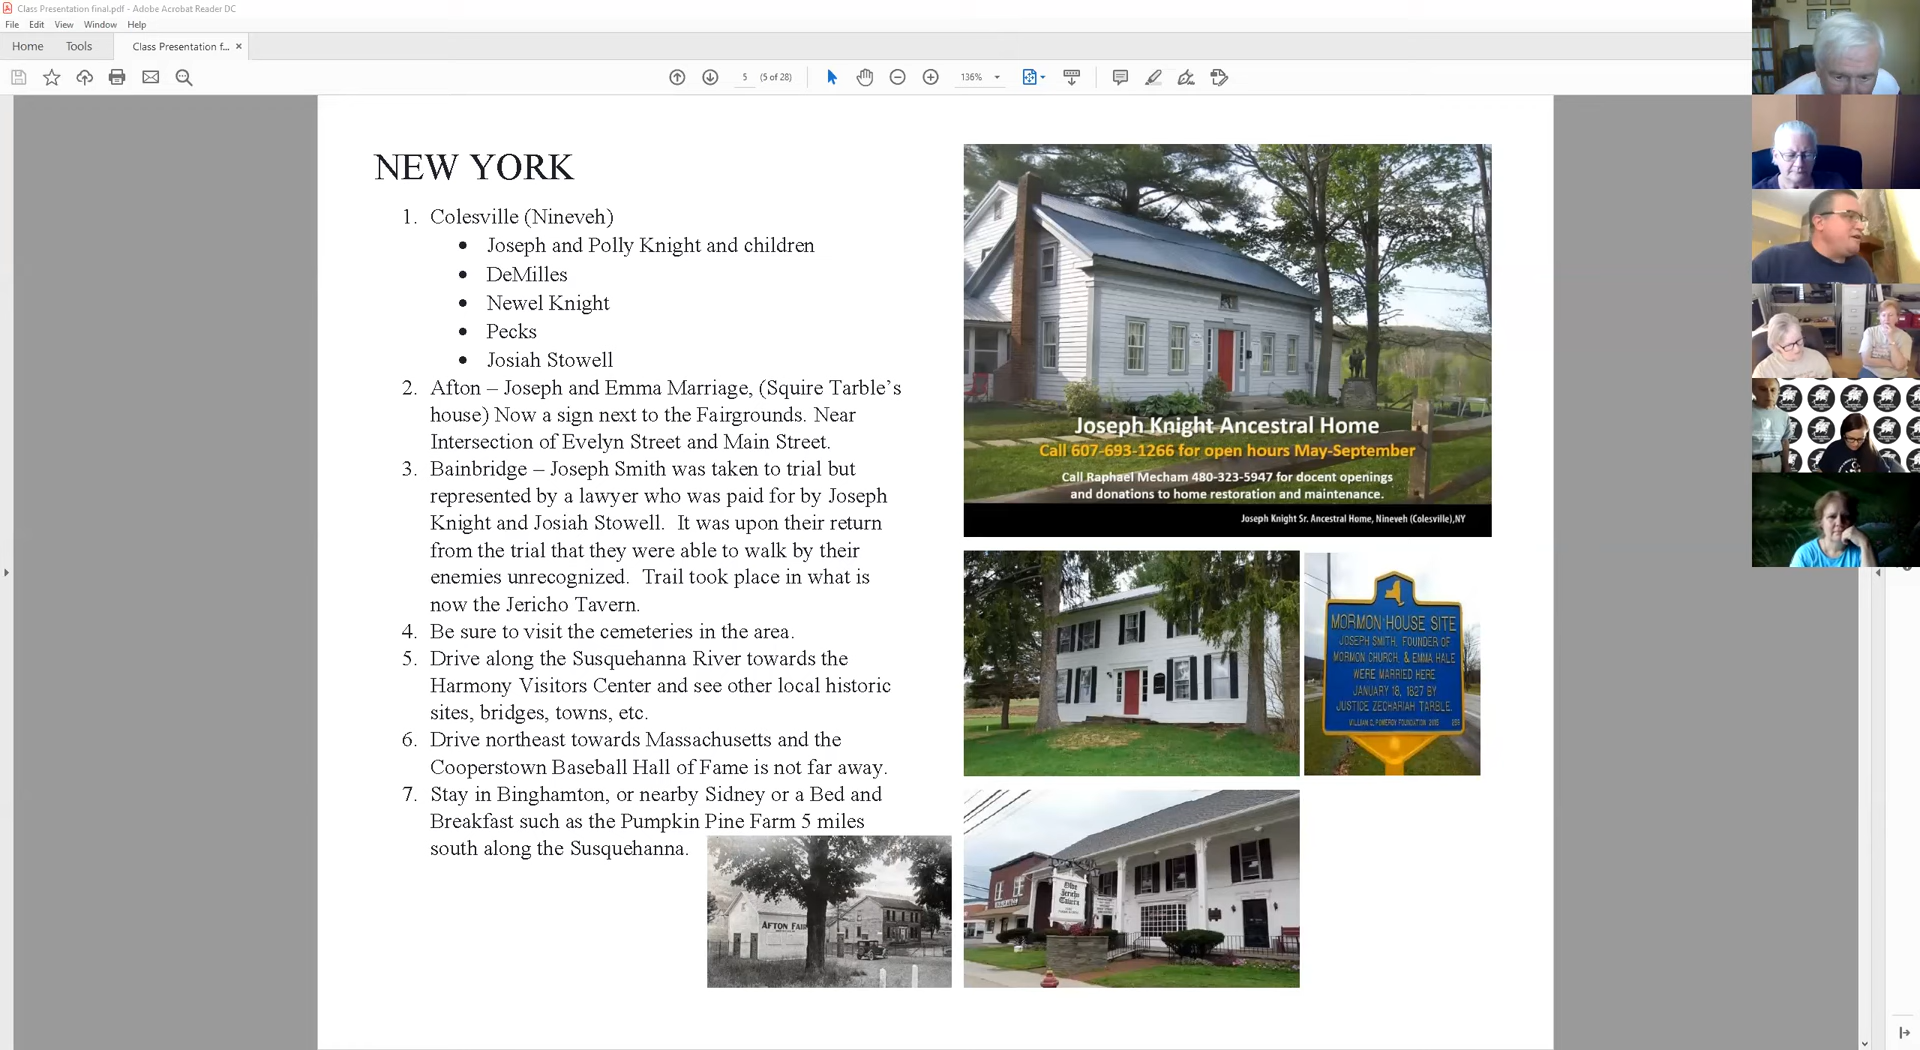 Class Presentation final.pdf - Adobe Acrobat Reader DC
File Edit View Window Help
Home Tools Class Presentation f... ×
5 (5 of 28) 136%
NEW YORK
1. Colesville (Nineveh)
• Joseph and Polly Knight and children
• DeMilles
• Newel Knight
• Pecks
• Josiah Stowell
2. Afton – Joseph and Emma Marriage, (Squire Tarble’s
house) Now a sign next to the Fairgrounds. Near
Intersection of Evelyn Street and Main Street.
3. Bainbridge – Joseph Smith was taken to trial but
represented by a lawyer who was paid for by Joseph
Knight and Josiah Stowell. It was upon their return
from the trial that they were able to walk by their
enemies unrecognized. Trail took place in what is
now the Jericho Tavern.
4. Be sure to visit the cemeteries in the area.
5. Drive along the Susquehanna River towards the
Harmony Visitors Center and see other local historic
sites, bridges, towns, etc.
6. Drive northeast towards Massachusetts and the
Cooperstown Baseball Hall of Fame is not far away.
7. Stay in Binghamton, or nearby Sidney or a Bed and
Breakfast such as the Pumpkin Pine Farm 5 miles
south along the Susquehanna.
Joseph Knight Ancestral Home
Call 607-693-1266 for open hours May-September
Call Raphael Mecham 480-323-5947 for docent openings
and donations to home restoration and maintenance.
Joseph Knight Sr. Ancestral Home, Nineveh (Colesville),NY
MORMON HOUSE SITE
JOSEPH SMITH, FOUNDER OF
MORMON CHURCH, & EMMA HALE
WERE MARRIED HERE
JANUARY 18, 1827 BY
JUSTICE ZECHARIAH TARBLE.
WILLIAM G. POMEROY FOUNDATION 2015
AFTON FAIR
Olde
Jericho
Tavern